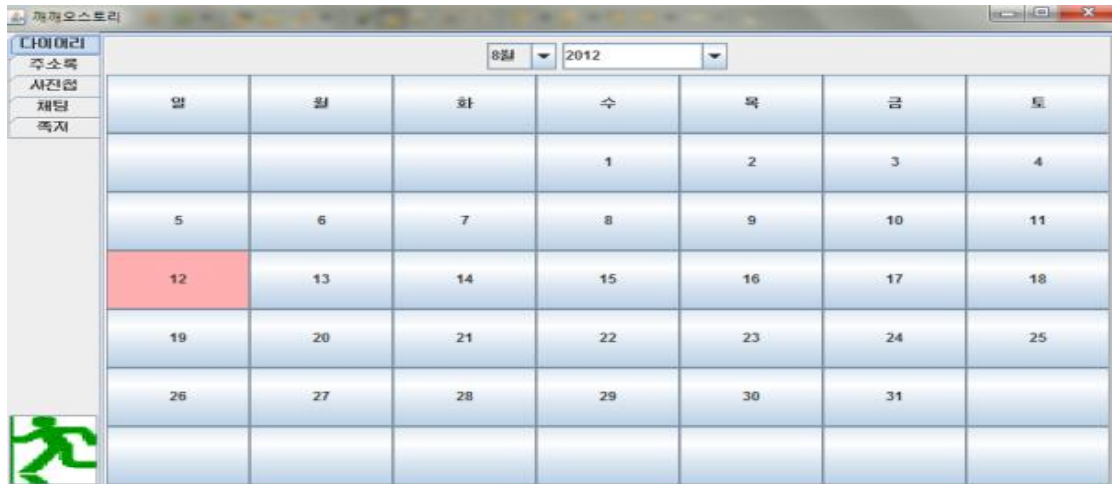 깨깨오스토리
다이어리
주소록
사진첩
채팅
쪽지
8월 2012
일 월 화 수 목 금 토
1 2 3 4
5 6 7 8 9 10 11
12 13 14 15 16 17 18
19 20 21 22 23 24 25
26 27 28 29 30 31